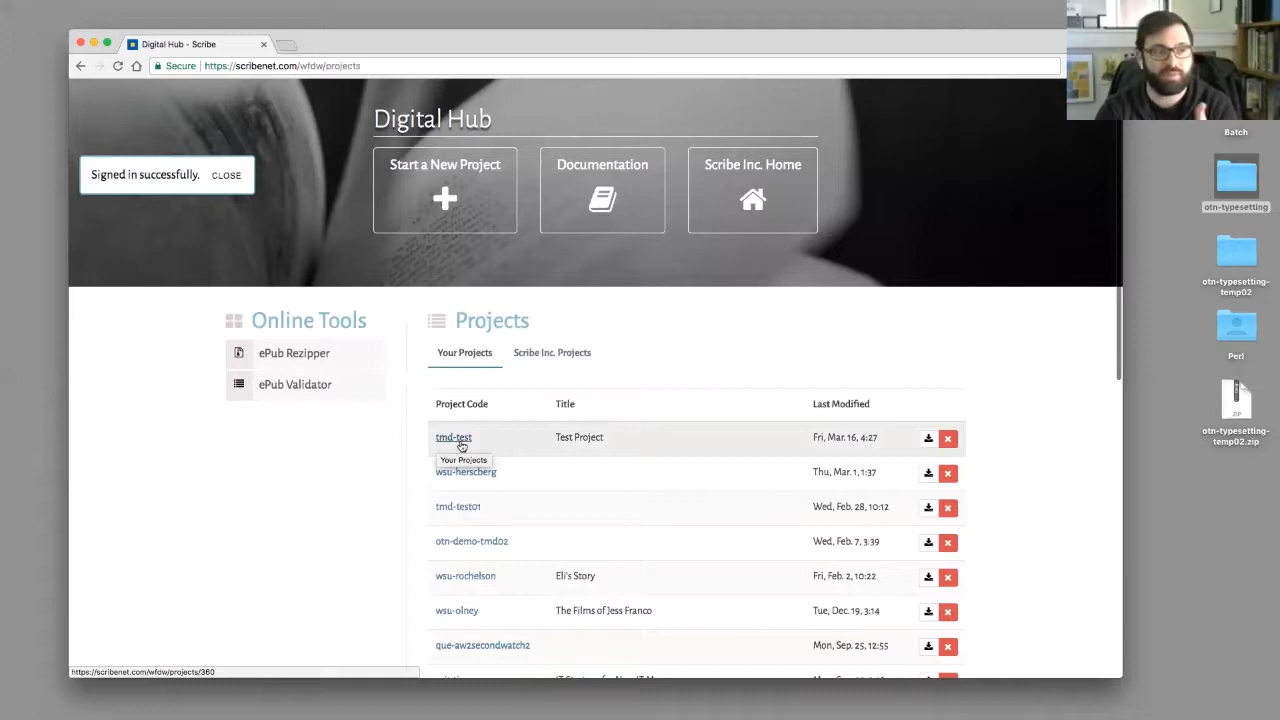 Digital Hub - Scribe
Secure | https://scribenet.com/wfdw/projects
Digital Hub
Start a New Project
Documentation
Scribe Inc. Home
Signed in successfully. CLOSE
Online Tools
ePub Rezipper
ePub Validator
Projects
Your Projects
Scribe Inc. Projects
Project Code Title Last Modified
tmd-test Test Project Fri, Mar. 16, 4:27
Your Projects
wsu-herscberg Thu, Mar. 1, 1:37
tmd-test01 Wed, Feb. 28, 10:12
otn-demo-tmd02 Wed, Feb. 7, 3:39
wsu-rochelson Eli's Story Fri, Feb. 2, 10:22
wsu-olney The Films of Jess Franco Tue, Dec. 19, 3:14
que-aw2secondwatch2 Mon, Sep. 25, 12:55
https://scribenet.com/wfdw/projects/360
Batch
otn-typesetting
otn-typesetting-
temp02
Perl
ZIP
otn-typesetting-
temp02.zip